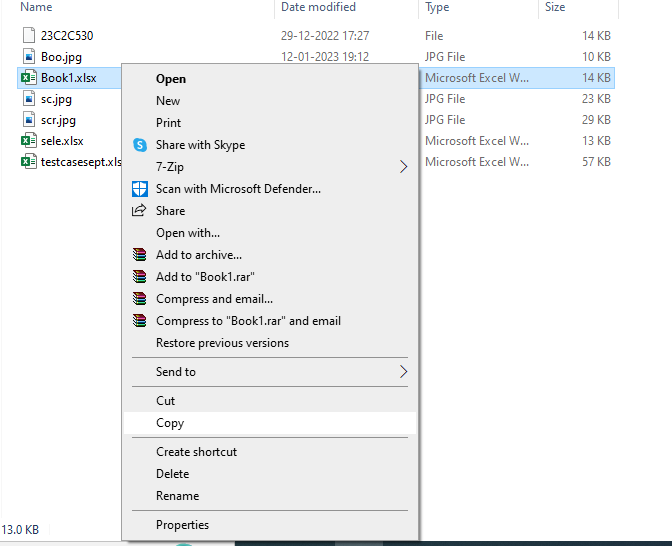 Name Date modified Type Size
23C2C530 29-12-2022 17:27 File 14 KB
Boo.jpg 12-01-2023 19:12 JPG File 10 KB
Book1.xlsx Microsoft Excel W... 14 KB
sc.jpg JPG File 23 KB
scr.jpg JPG File 29 KB
sele.xlsx Microsoft Excel W... 13 KB
testcasesept.xls Microsoft Excel W... 57 KB
Open
New
Print
Share with Skype
7-Zip
Scan with Microsoft Defender...
Share
Open with...
Add to archive...
Add to "Book1.rar"
Compress and email...
Compress to "Book1.rar" and email
Restore previous versions
Send to
Cut
Copy
Create shortcut
Delete
Rename
Properties
13.0 KB